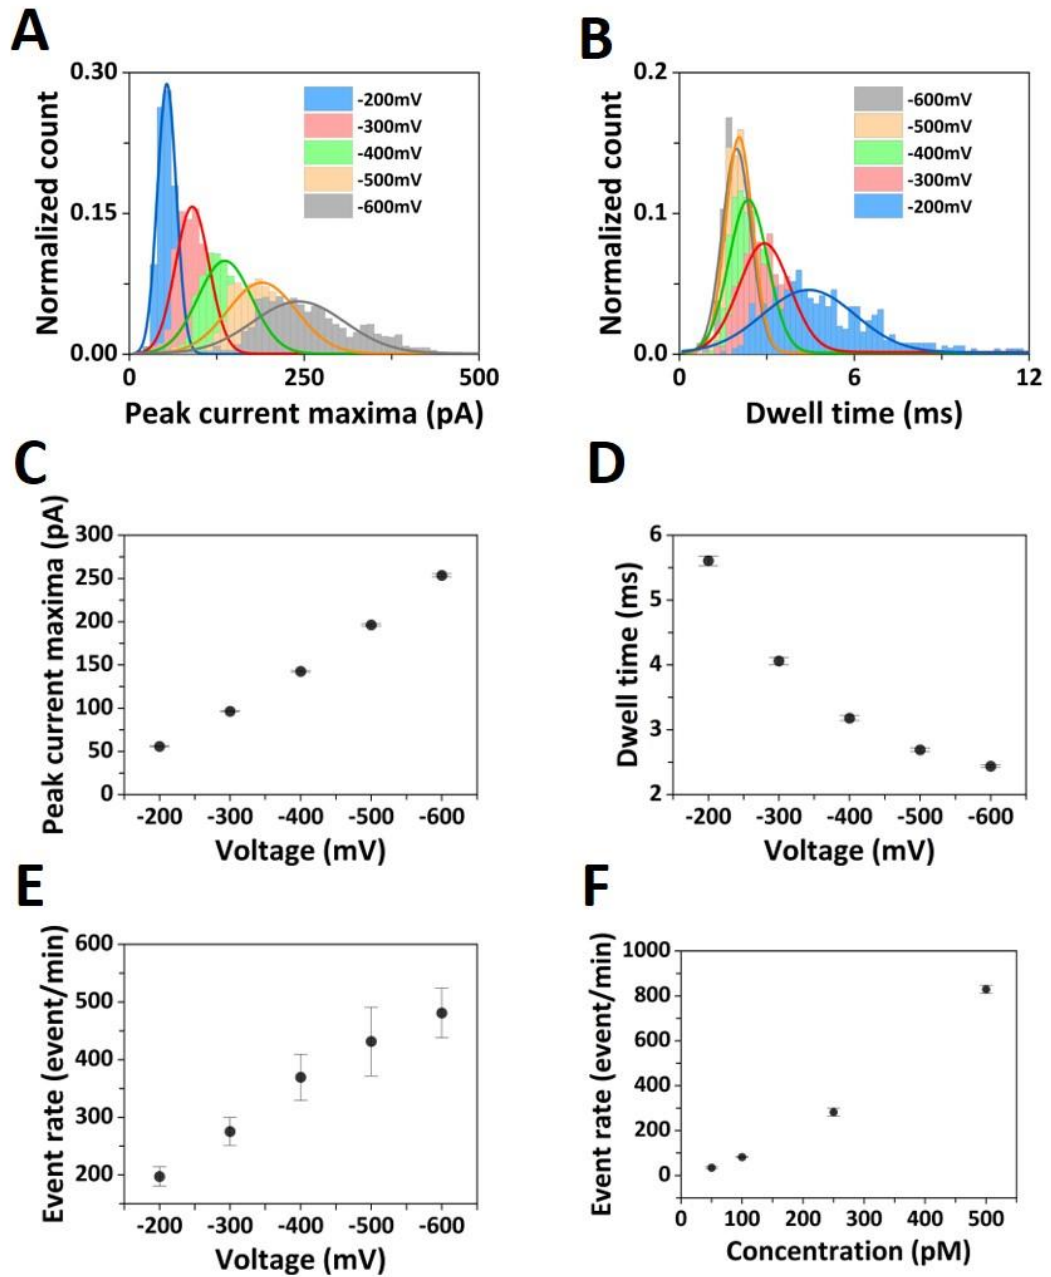 A
B
Normalized count
0.30
0.15
0.00
-200mV
-300mV
-400mV
-500mV
-600mV
0
250
500
Peak current maxima (pA)
Normalized count
0.2
0.1
0.0
-600mV
-500mV
-400mV
-300mV
-200mV
0
6
12
Dwell time (ms)
C
D
Peak current maxima (pA)
300
250
200
150
100
50
0
-200 -300 -400 -500 -600
Voltage (mV)
Dwell time (ms)
6
5
4
3
2
-200 -300 -400 -500 -600
Voltage (mV)
E
F
Event rate (event/min)
600
500
400
300
200
-200 -300 -400 -500 -600
Voltage (mV)
Event rate (event/min)
1000
800
600
400
200
0
0 100 200 300 400 500
Concentration (pM)